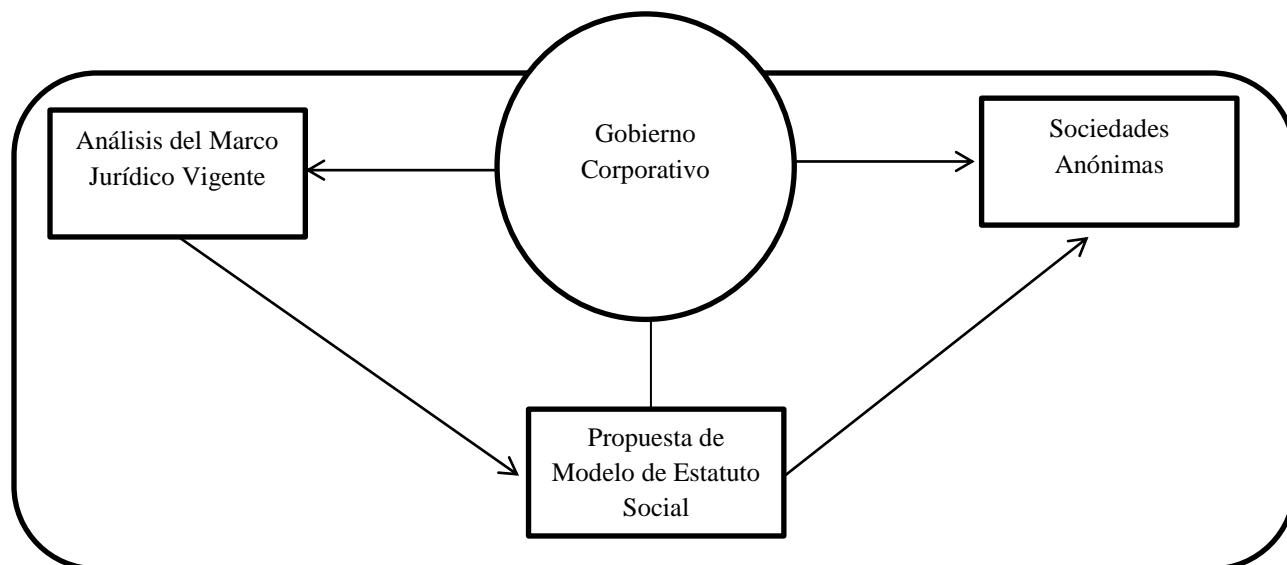 Gobierno
Corporativo
Análisis del Marco
Jurídico Vigente
Sociedades
Anónimas
Propuesta de
Modelo de Estatuto
Social